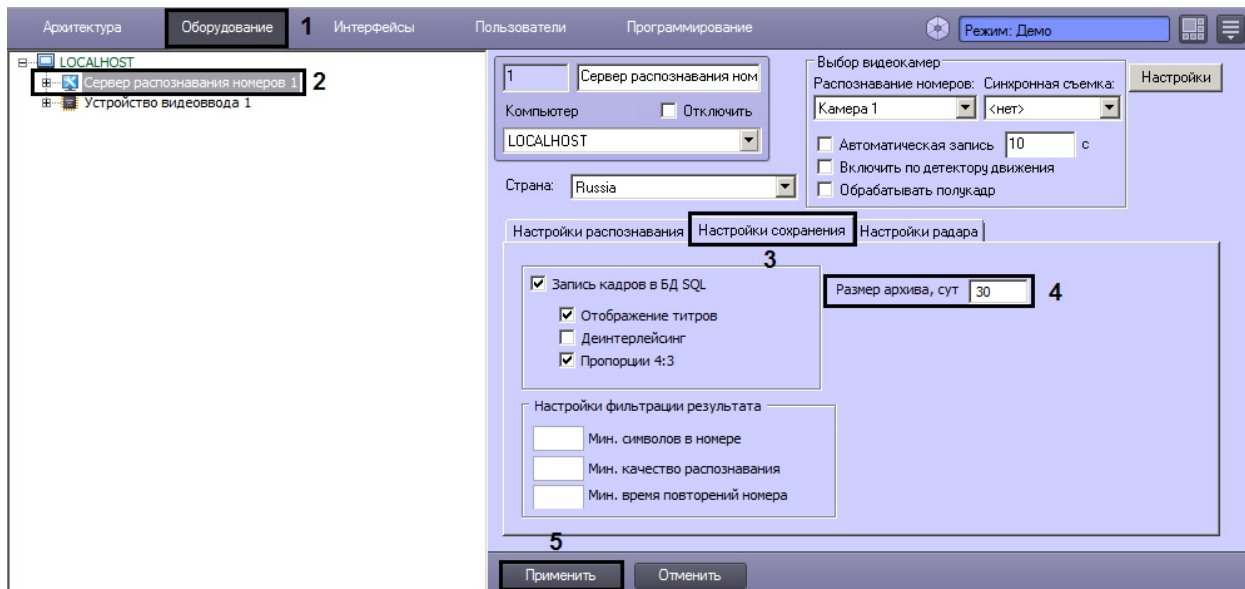 Архитектура Оборудование 1 Интерфейсы Пользователи Программирование Режим: Демо
LOCALHOST
Сервер распознавания номеров 1 2
Устройство видеоввода 1
1 Сервер распознавания ном
Компьютер Отключить
LOCALHOST
Страна: Russia
Выбор видеокамер
Распознавание номеров: Синхронная съемка:
Камера 1 <нет>
Автоматическая запись 10 с
Включить по детектору движения
Обрабатывать полукадр
Настройки
Настройки распознавания Настройки сохранения Настройки радара
3
Запись кадров в БД SQL
Отображение титров
Деинтерлейсинг
Пропорции 4:3
Размер архива, сут 30 4
Настройки фильтрации результата
Мин. символов в номере
Мин. качество распознавания
Мин. время повторений номера
5
Применить Отменить